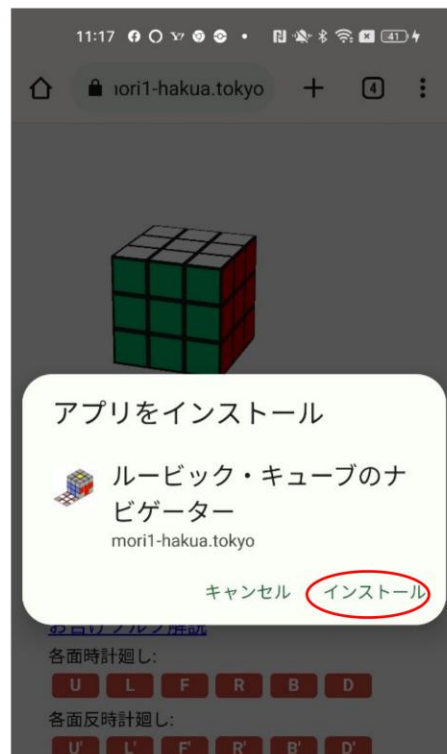 11:17
41
ori1-hakua.tokyo
4
アプリをインストール
ルービック・キューブのナ
ビゲーター
mori1-hakua.tokyo
キャンセル インストール
各面時計廻し:
U L F R B D
各面反時計廻し:
U' L' F' R' B' D'